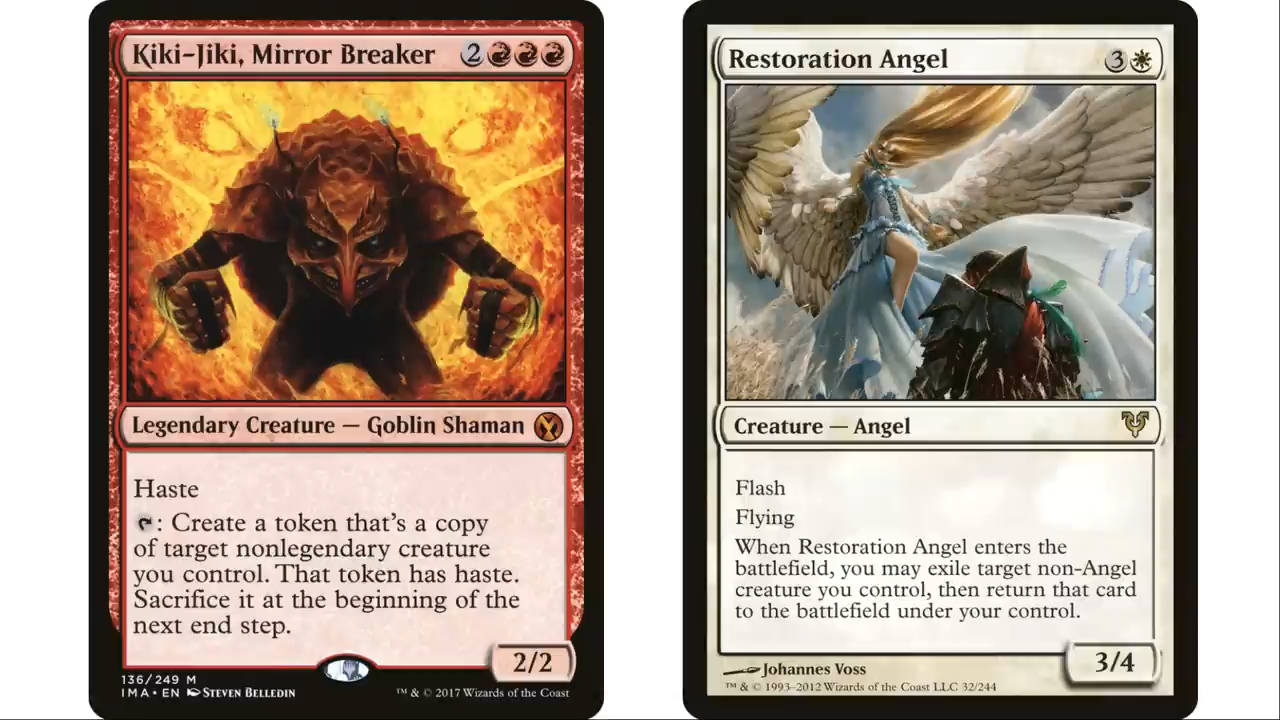 Kiki-Jiki, Mirror Breaker 2
Legendary Creature — Goblin Shaman
Haste
: Create a token that's a copy
of target nonlegendary creature
you control. That token has haste.
Sacrifice it at the beginning of the
next end step.
2/2
136/249 M
IMA • EN STEVEN BELLEDIN
™ & © 2017 Wizards of the Coast
Restoration Angel 3
Creature — Angel
Flash
Flying
When Restoration Angel enters the
battlefield, you may exile target non-Angel
creature you control, then return that card
to the battlefield under your control.
3/4
Johannes Voss
™ & © 1993–2012 Wizards of the Coast LLC 32/244